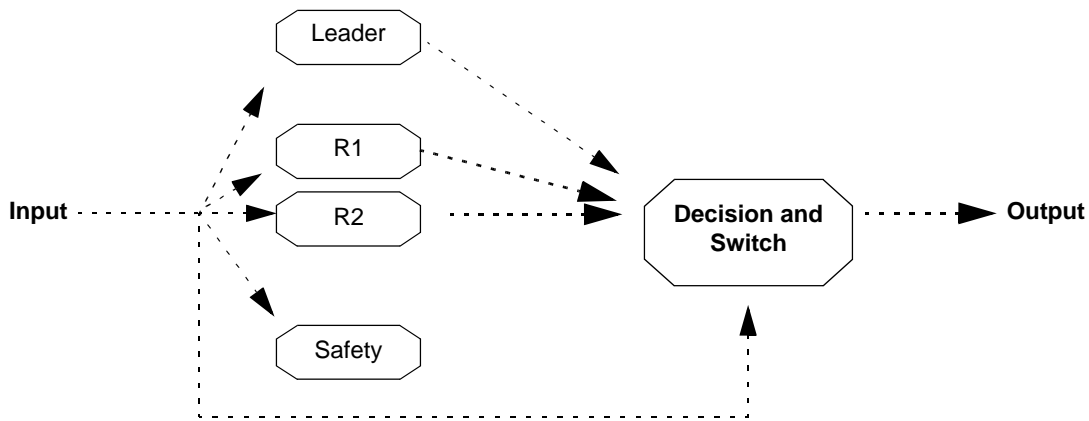 Leader
R1
Input
R2
Decision and
Switch
Output
Safety